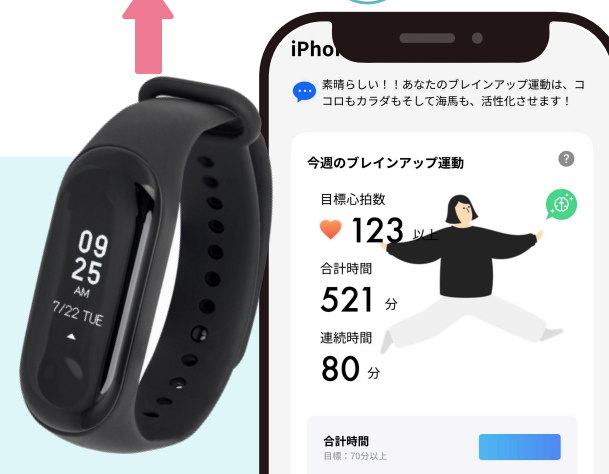 iPho
素晴らしい！！あなたのブレインアップ運動は、コ
コロもカラダもそして海馬も、活性化させます！
今週のブレインアップ運動
?
目標心拍数
123 以上
合計時間
521 分
連続時間
80 分
合計時間
目標：70分以上
09
25
AM
7/22 TUE